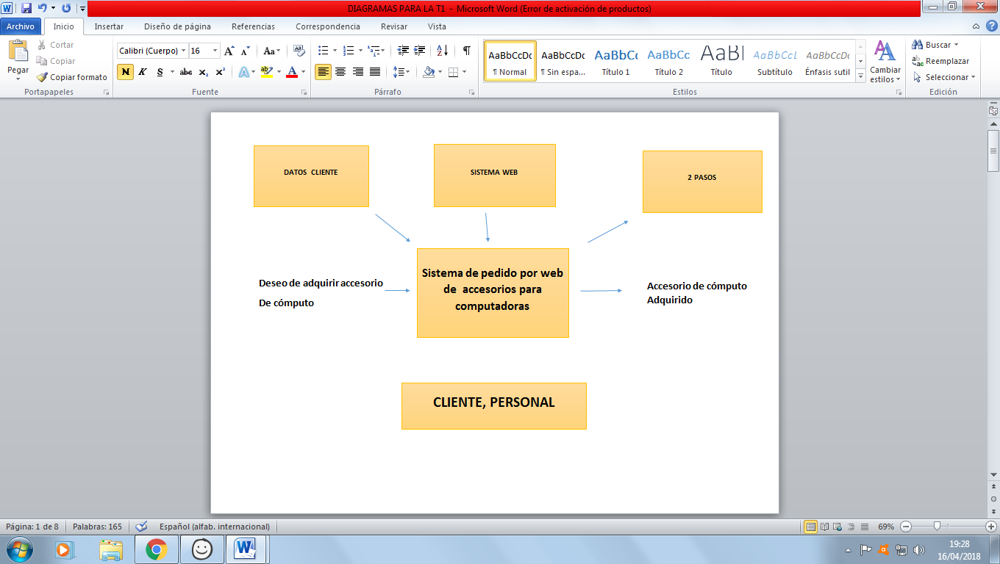 DIAGRAMAS PARA LA T1 - Microsoft Word (Error de activación de productos)
Archivo Inicio Insertar Diseño de página Referencias Correspondencia Revisar Vista
Pegar
Cortar
Copiar
Copiar formato
Portapapeles
Calibri (Cuerpo) 16
Fuente
Párrafo
AaBbCcDc AaBbCcDc AaBbCc AaBbCc AaBl AaBbCcL AaBbCcDc
¶ Normal ¶ Sin espa... Título 1 Título 2 Título Subtítulo Énfasis sutil
Cambiar
estilos
Estilos
Buscar
Reemplazar
Seleccionar
Edición
DATOS CLIENTE
SISTEMA WEB
2 PASOS
Deseo de adquirir accesorio
De cómputo
Sistema de pedido por web
de accesorios para
computadoras
Accesorio de cómputo
Adquirido
CLIENTE, PERSONAL
Página: 1 de 8 Palabras: 165 Español (alfab. internacional) 69%
19:28
16/04/2018